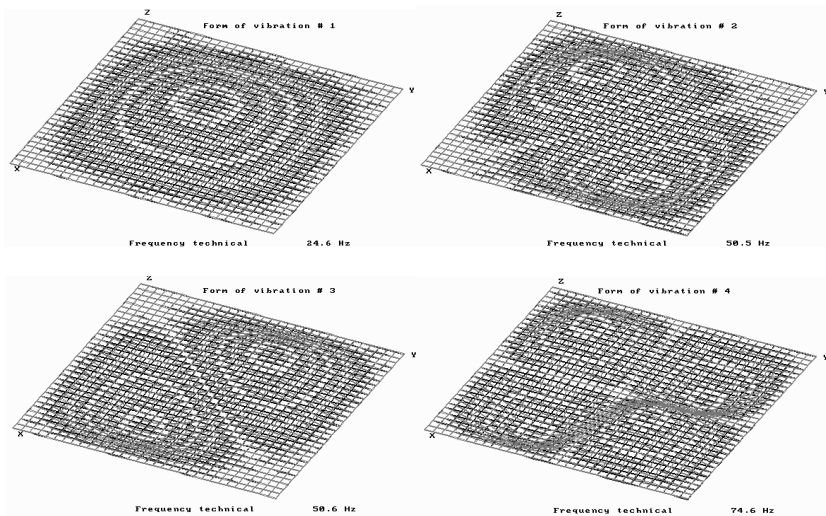 Z
Form of vibration # 1
Y
X
Frequency technical 24.6 Hz
Z
Form of vibration # 2
Y
X
Frequency technical 50.5 Hz
Z
Form of vibration # 3
Y
X
Frequency technical 50.6 Hz
Z
Form of vibration # 4
Y
X
Frequency technical 74.6 Hz